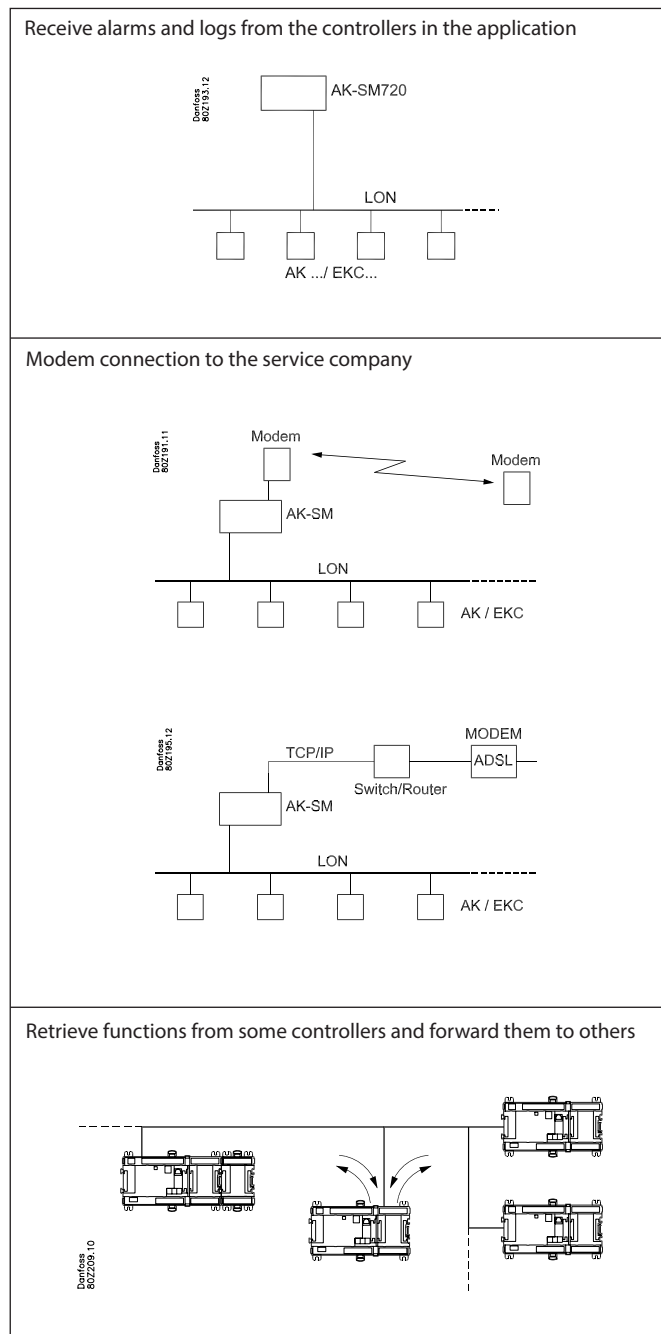 Receive alarms and logs from the controllers in the application
Danfoss
80Z193.12
AK-SM720
LON
AK .../ EKC...
Modem connection to the service company
Danfoss
80Z191.11
Modem
Modem
AK-SM
LON
AK / EKC
Danfoss
80Z195.12
MODEM
TCP/IP
ADSL
Switch/Router
AK-SM
LON
AK / EKC
Retrieve functions from some controllers and forward them to others
Danfoss
80Z209.10